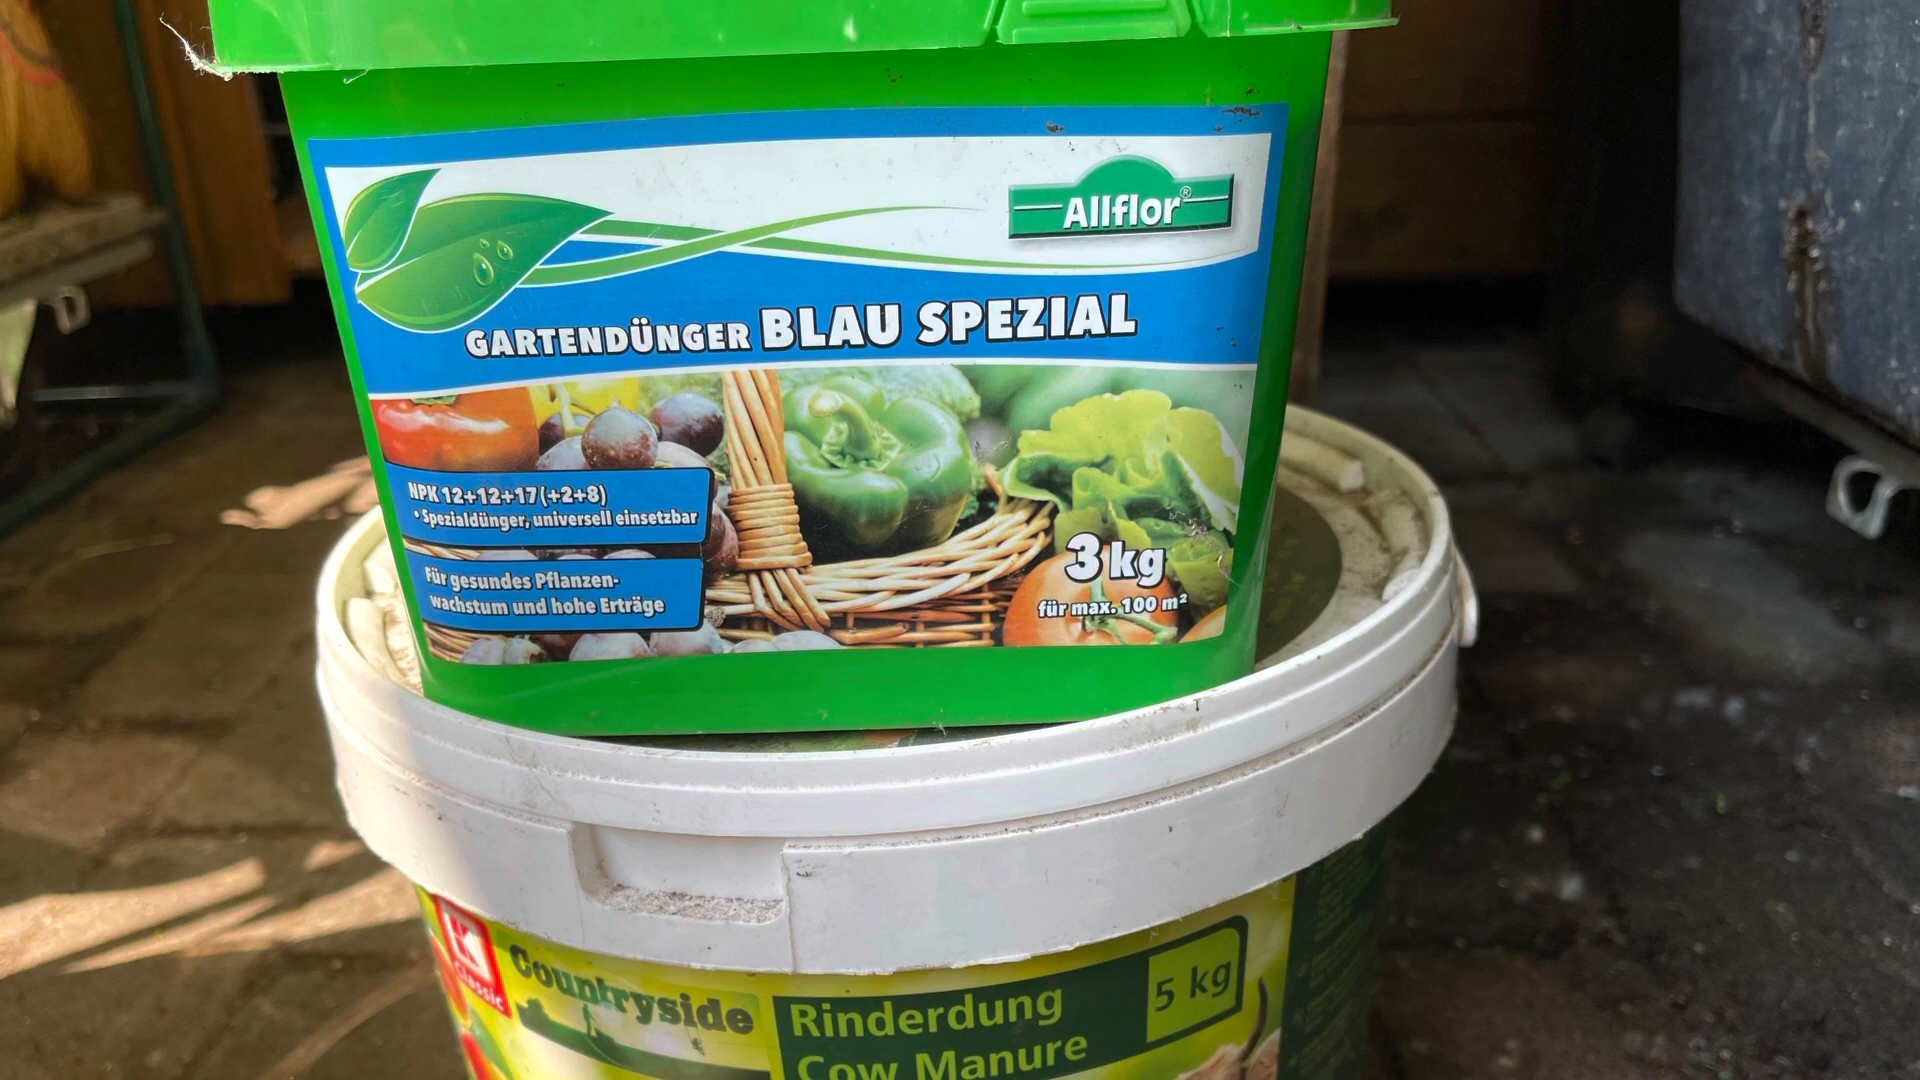 Allflor®
GARTENDÜNGER BLAU SPEZIAL
NPK 12+12+17 (+2+8)
• Spezialdünger, universell einsetzbar
Für gesundes Pflanzen-
wachstum und hohe Erträge
3 kg
für max. 100 m²
K
Classic
Countryside
Rinderdung
Cow Manure
5 kg